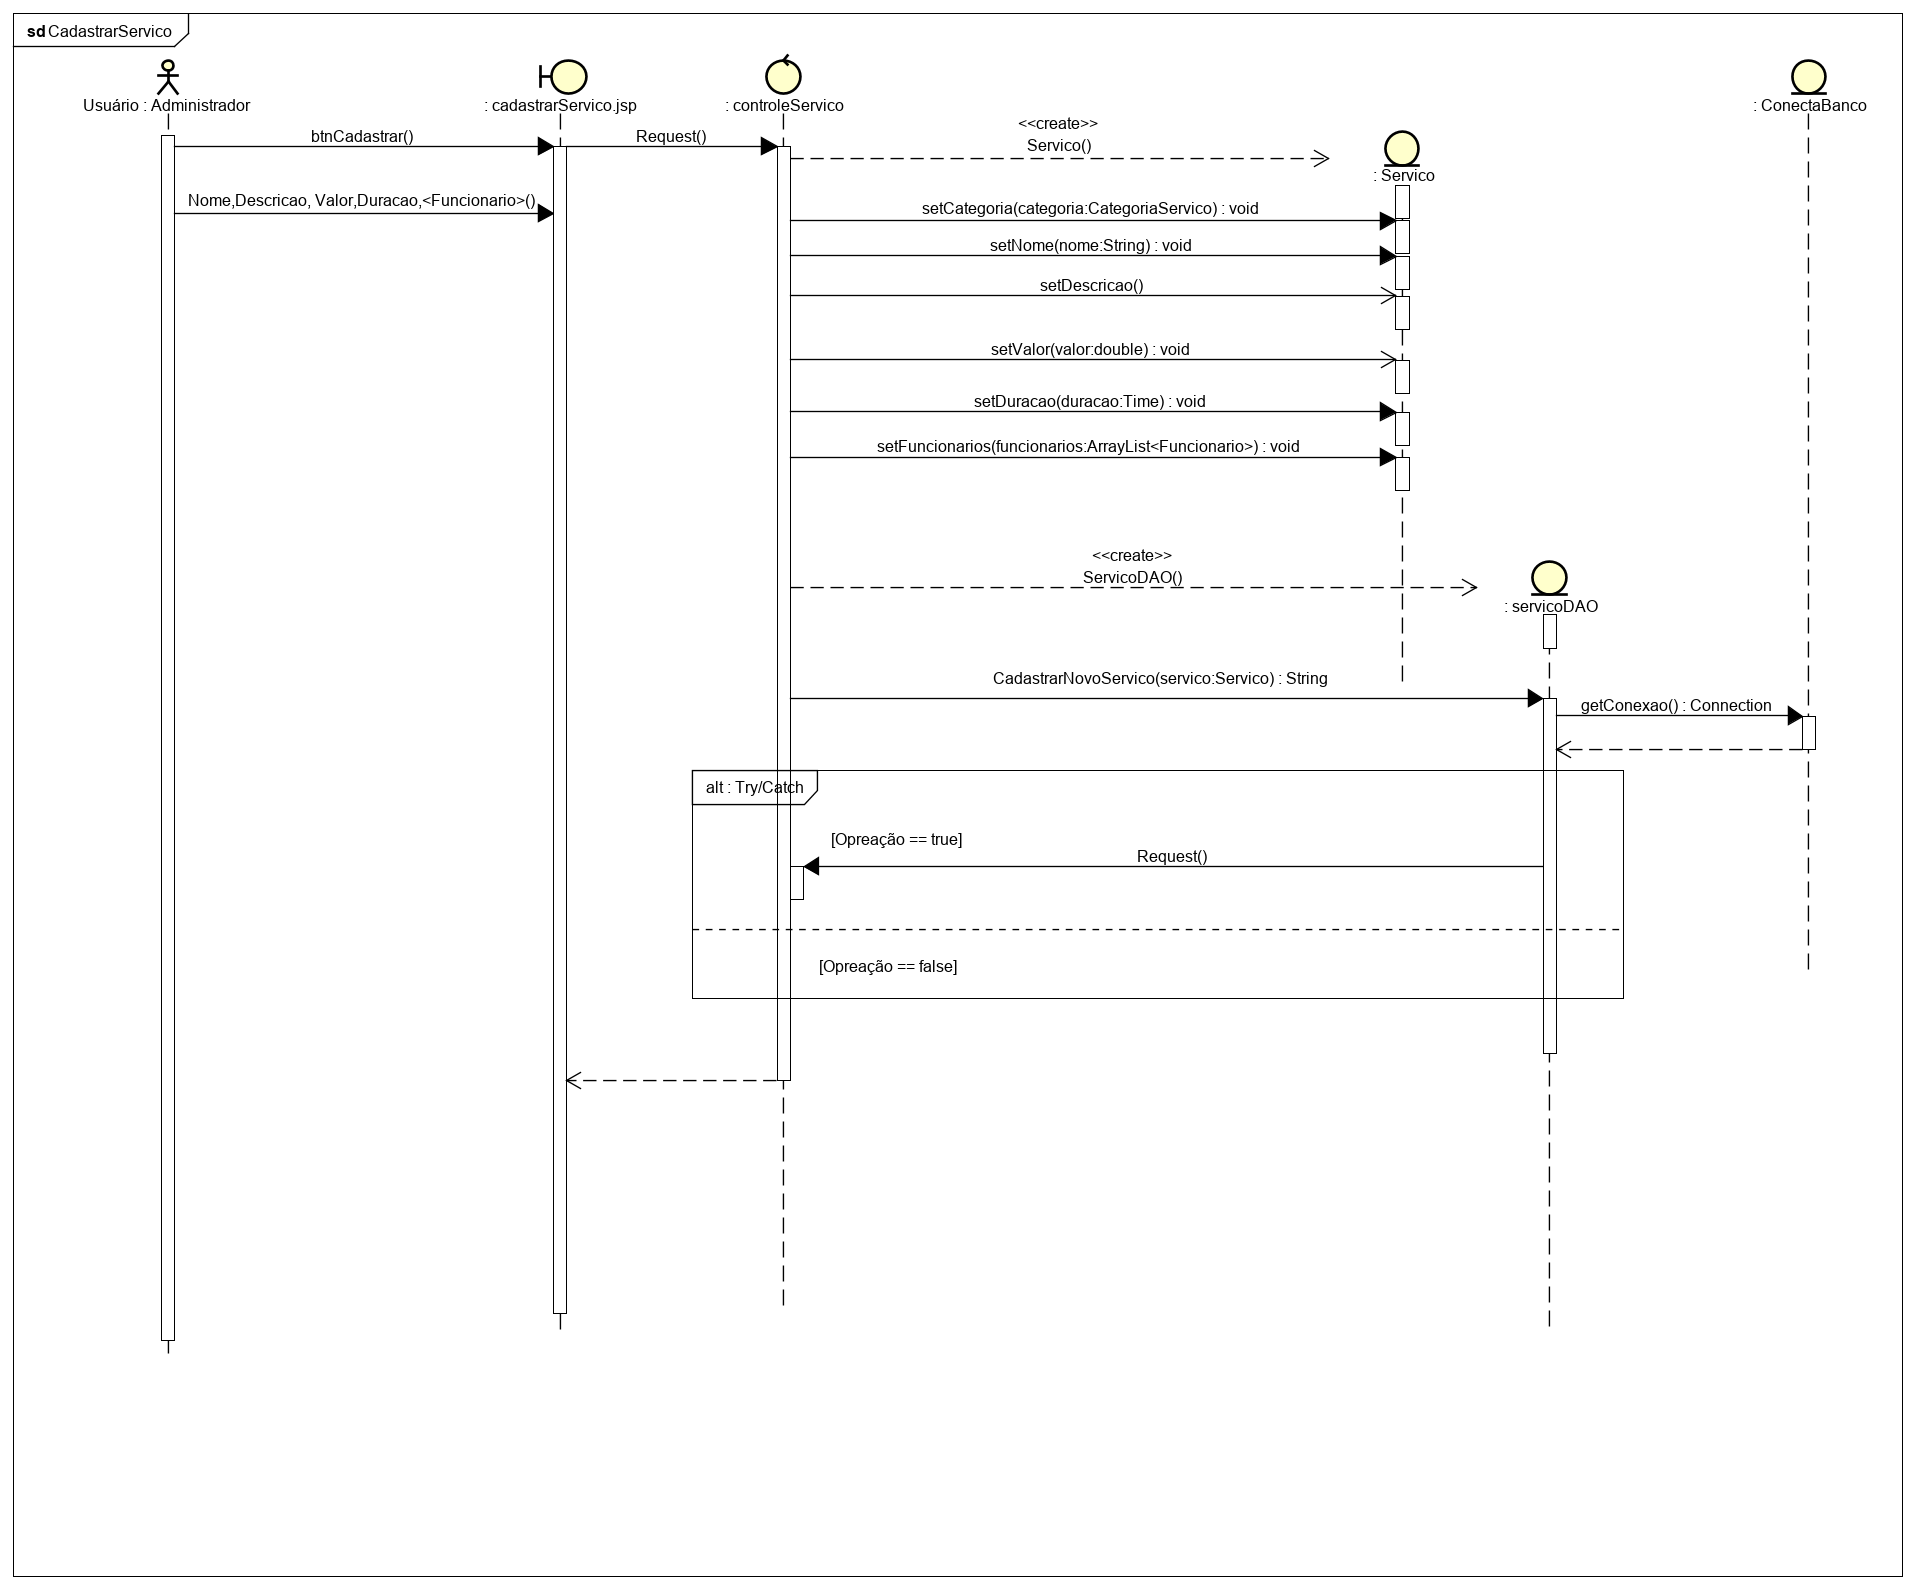 sd CadastrarServico
Usuário : Administrador
: cadastrarServico.jsp
: controleServico
: ConectaBanco
btnCadastrar()
Request()
<<create>>
Servico()
: Servico
Nome,Descricao, Valor,Duracao,<Funcionario>()
setCategoria(categoria:CategoriaServico) : void
setNome(nome:String) : void
setDescricao()
setValor(valor:double) : void
setDuracao(duracao:Time) : void
setFuncionarios(funcionarios:ArrayList<Funcionario>) : void
<<create>>
ServicoDAO()
: servicoDAO
CadastrarNovoServico(servico:Servico) : String
getConexao() : Connection
alt : Try/Catch
[Opreação == true]
Request()
[Opreação == false]